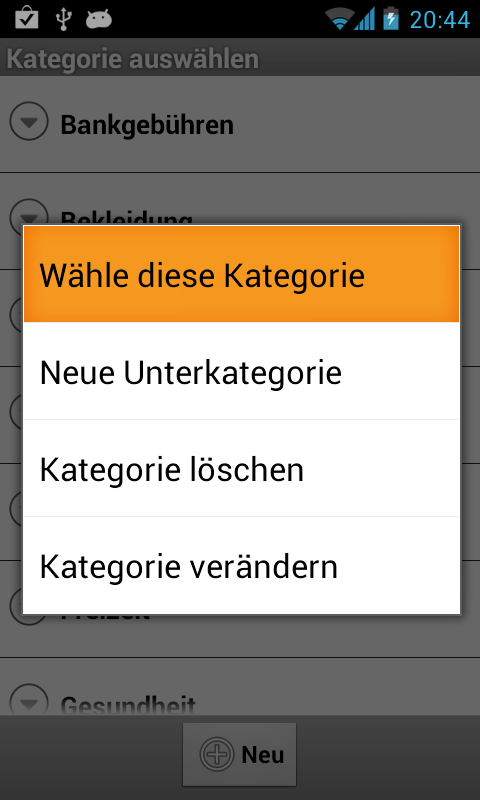 20:44
Kategorie auswählen
Bankgebühren
Bekleidung
Wähle diese Kategorie
Neue Unterkategorie
Kategorie löschen
Kategorie verändern
Freizeit
Gesundheit
Neu